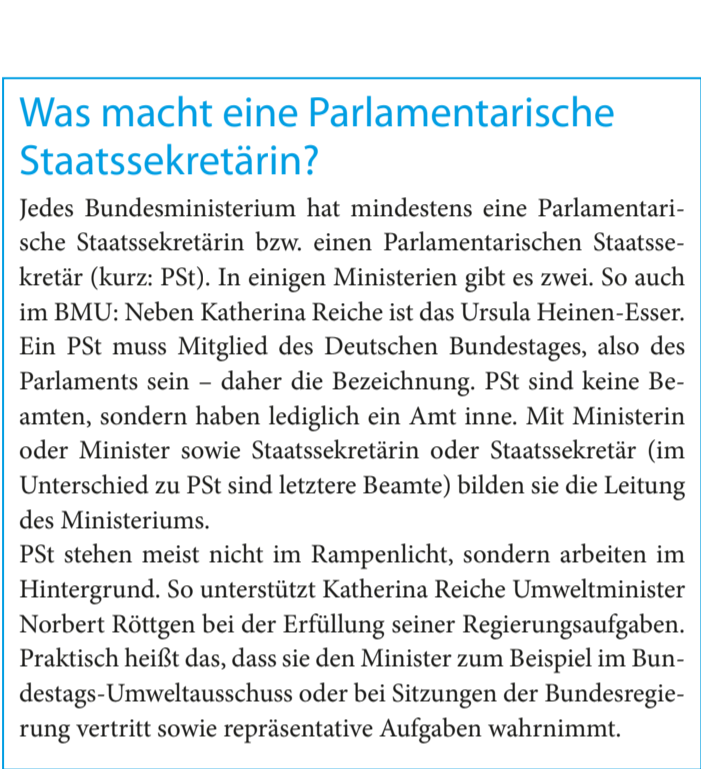 Was macht eine Parlamentarische
Staatssekretärin?
Jedes Bundesministerium hat mindestens eine Parlamentari-
sche Staatssekretärin bzw. einen Parlamentarischen Staatsse-
kretär (kurz: PSt). In einigen Ministerien gibt es zwei. So auch
im BMU: Neben Katherina Reiche ist das Ursula Heinen-Esser.
Ein PSt muss Mitglied des Deutschen Bundestages, also des
Parlaments sein – daher die Bezeichnung. PSt sind keine Be-
amten, sondern haben lediglich ein Amt inne. Mit Ministerin
oder Minister sowie Staatssekretärin oder Staatssekretär (im
Unterschied zu PSt sind letztere Beamte) bilden sie die Leitung
des Ministeriums.
PSt stehen meist nicht im Rampenlicht, sondern arbeiten im
Hintergrund. So unterstützt Katherina Reiche Umweltminister
Norbert Röttgen bei der Erfüllung seiner Regierungsaufgaben.
Praktisch heißt das, dass sie den Minister zum Beispiel im Bun-
destags-Umweltausschuss oder bei Sitzungen der Bundesregie-
rung vertritt sowie repräsentative Aufgaben wahrnimmt.